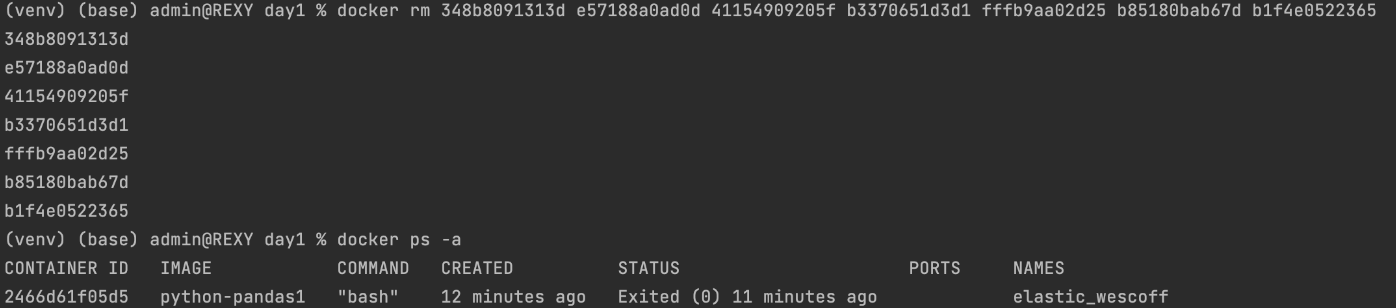 (venv) (base) admin@REXY day1 % docker rm 348b8091313d e57188a0ad0d 41154909205f b3370651d3d1 fffb9aa02d25 b85180bab67d b1f4e0522365
348b8091313d
e57188a0ad0d
41154909205f
b3370651d3d1
fffb9aa02d25
b85180bab67d
b1f4e0522365
(venv) (base) admin@REXY day1 % docker ps -a
CONTAINER ID   IMAGE            COMMAND   CREATED          STATUS                      PORTS     NAMES
2466d61f05d5   python-pandas1   "bash"    12 minutes ago   Exited (0) 11 minutes ago             elastic_wescoff